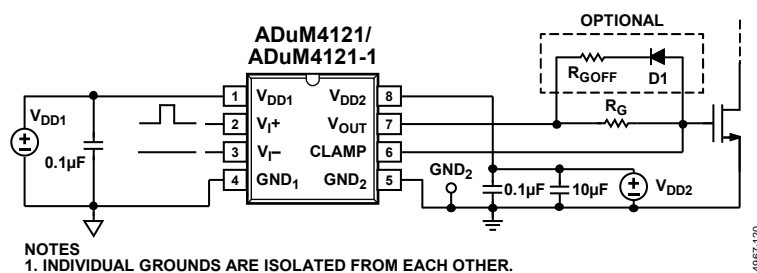 OPTIONAL
ADuM4121/
ADuM4121-1
RGOFF
D1
RG
VDD1
0.1µF
1
VDD1
2
VI+
3
VI–
4
GND1
VDD2
8
VOUT
7
CLAMP
6
GND2
5
GND2
0.1µF
10µF
VDD2
NOTES
1. INDIVIDUAL GROUNDS ARE ISOLATED FROM EACH OTHER.